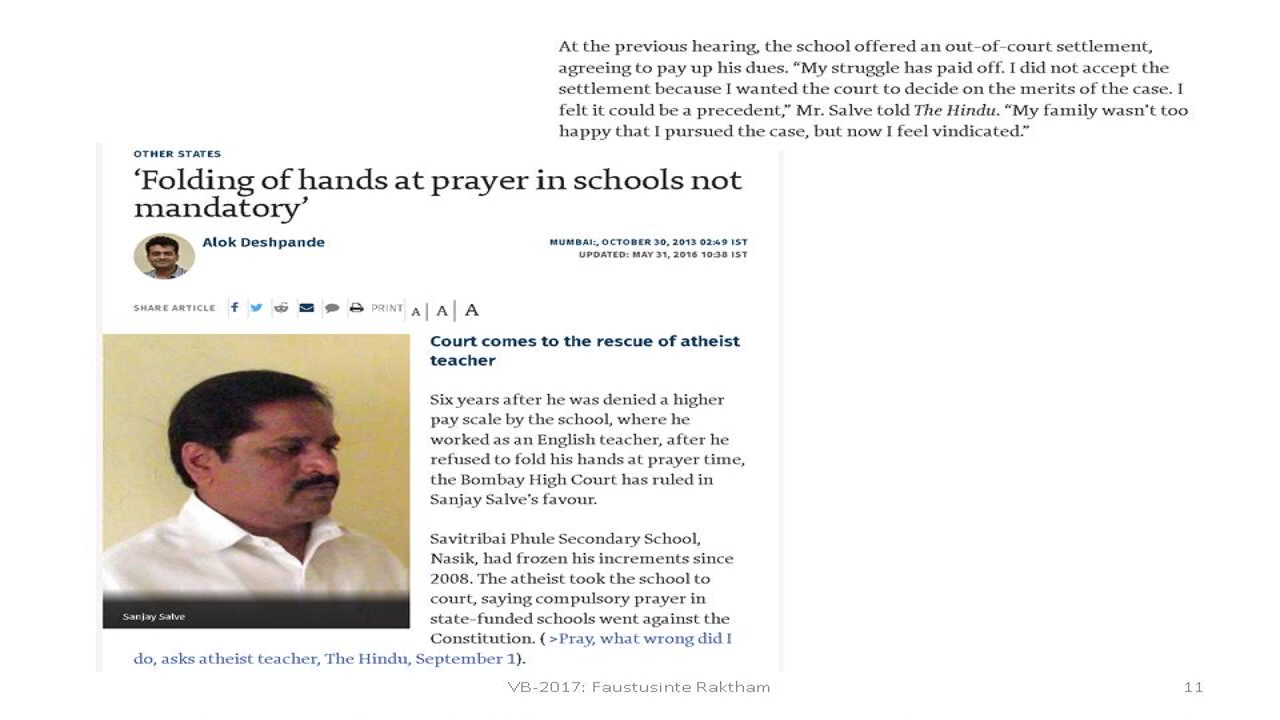 At the previous hearing, the school offered an out-of-court settlement,
agreeing to pay up his dues. “My struggle has paid off. I did not accept the
settlement because I wanted the court to decide on the merits of the case. I
felt it could be a precedent,” Mr. Salve told The Hindu. “My family wasn’t too
happy that I pursued the case, but now I feel vindicated.”
OTHER STATES
‘Folding of hands at prayer in schools not
mandatory’
Alok Deshpande
MUMBAI:, OCTOBER 30, 2013 02:49 IST
UPDATED: MAY 31, 2016 10:38 IST
SHARE ARTICLE PRINT A A A
Court comes to the rescue of atheist
teacher
Six years after he was denied a higher
pay scale by the school, where he
worked as an English teacher, after he
refused to fold his hands at prayer time,
the Bombay High Court has ruled in
Sanjay Salve’s favour.
Savitribai Phule Secondary School,
Nasik, had frozen his increments since
2008. The atheist took the school to
court, saying compulsory prayer in
state-funded schools went against the
Constitution. ( >Pray, what wrong did I
do, asks atheist teacher, The Hindu, September 1).
Sanjay Salve
VB-2017: Faustusinte Raktham
11